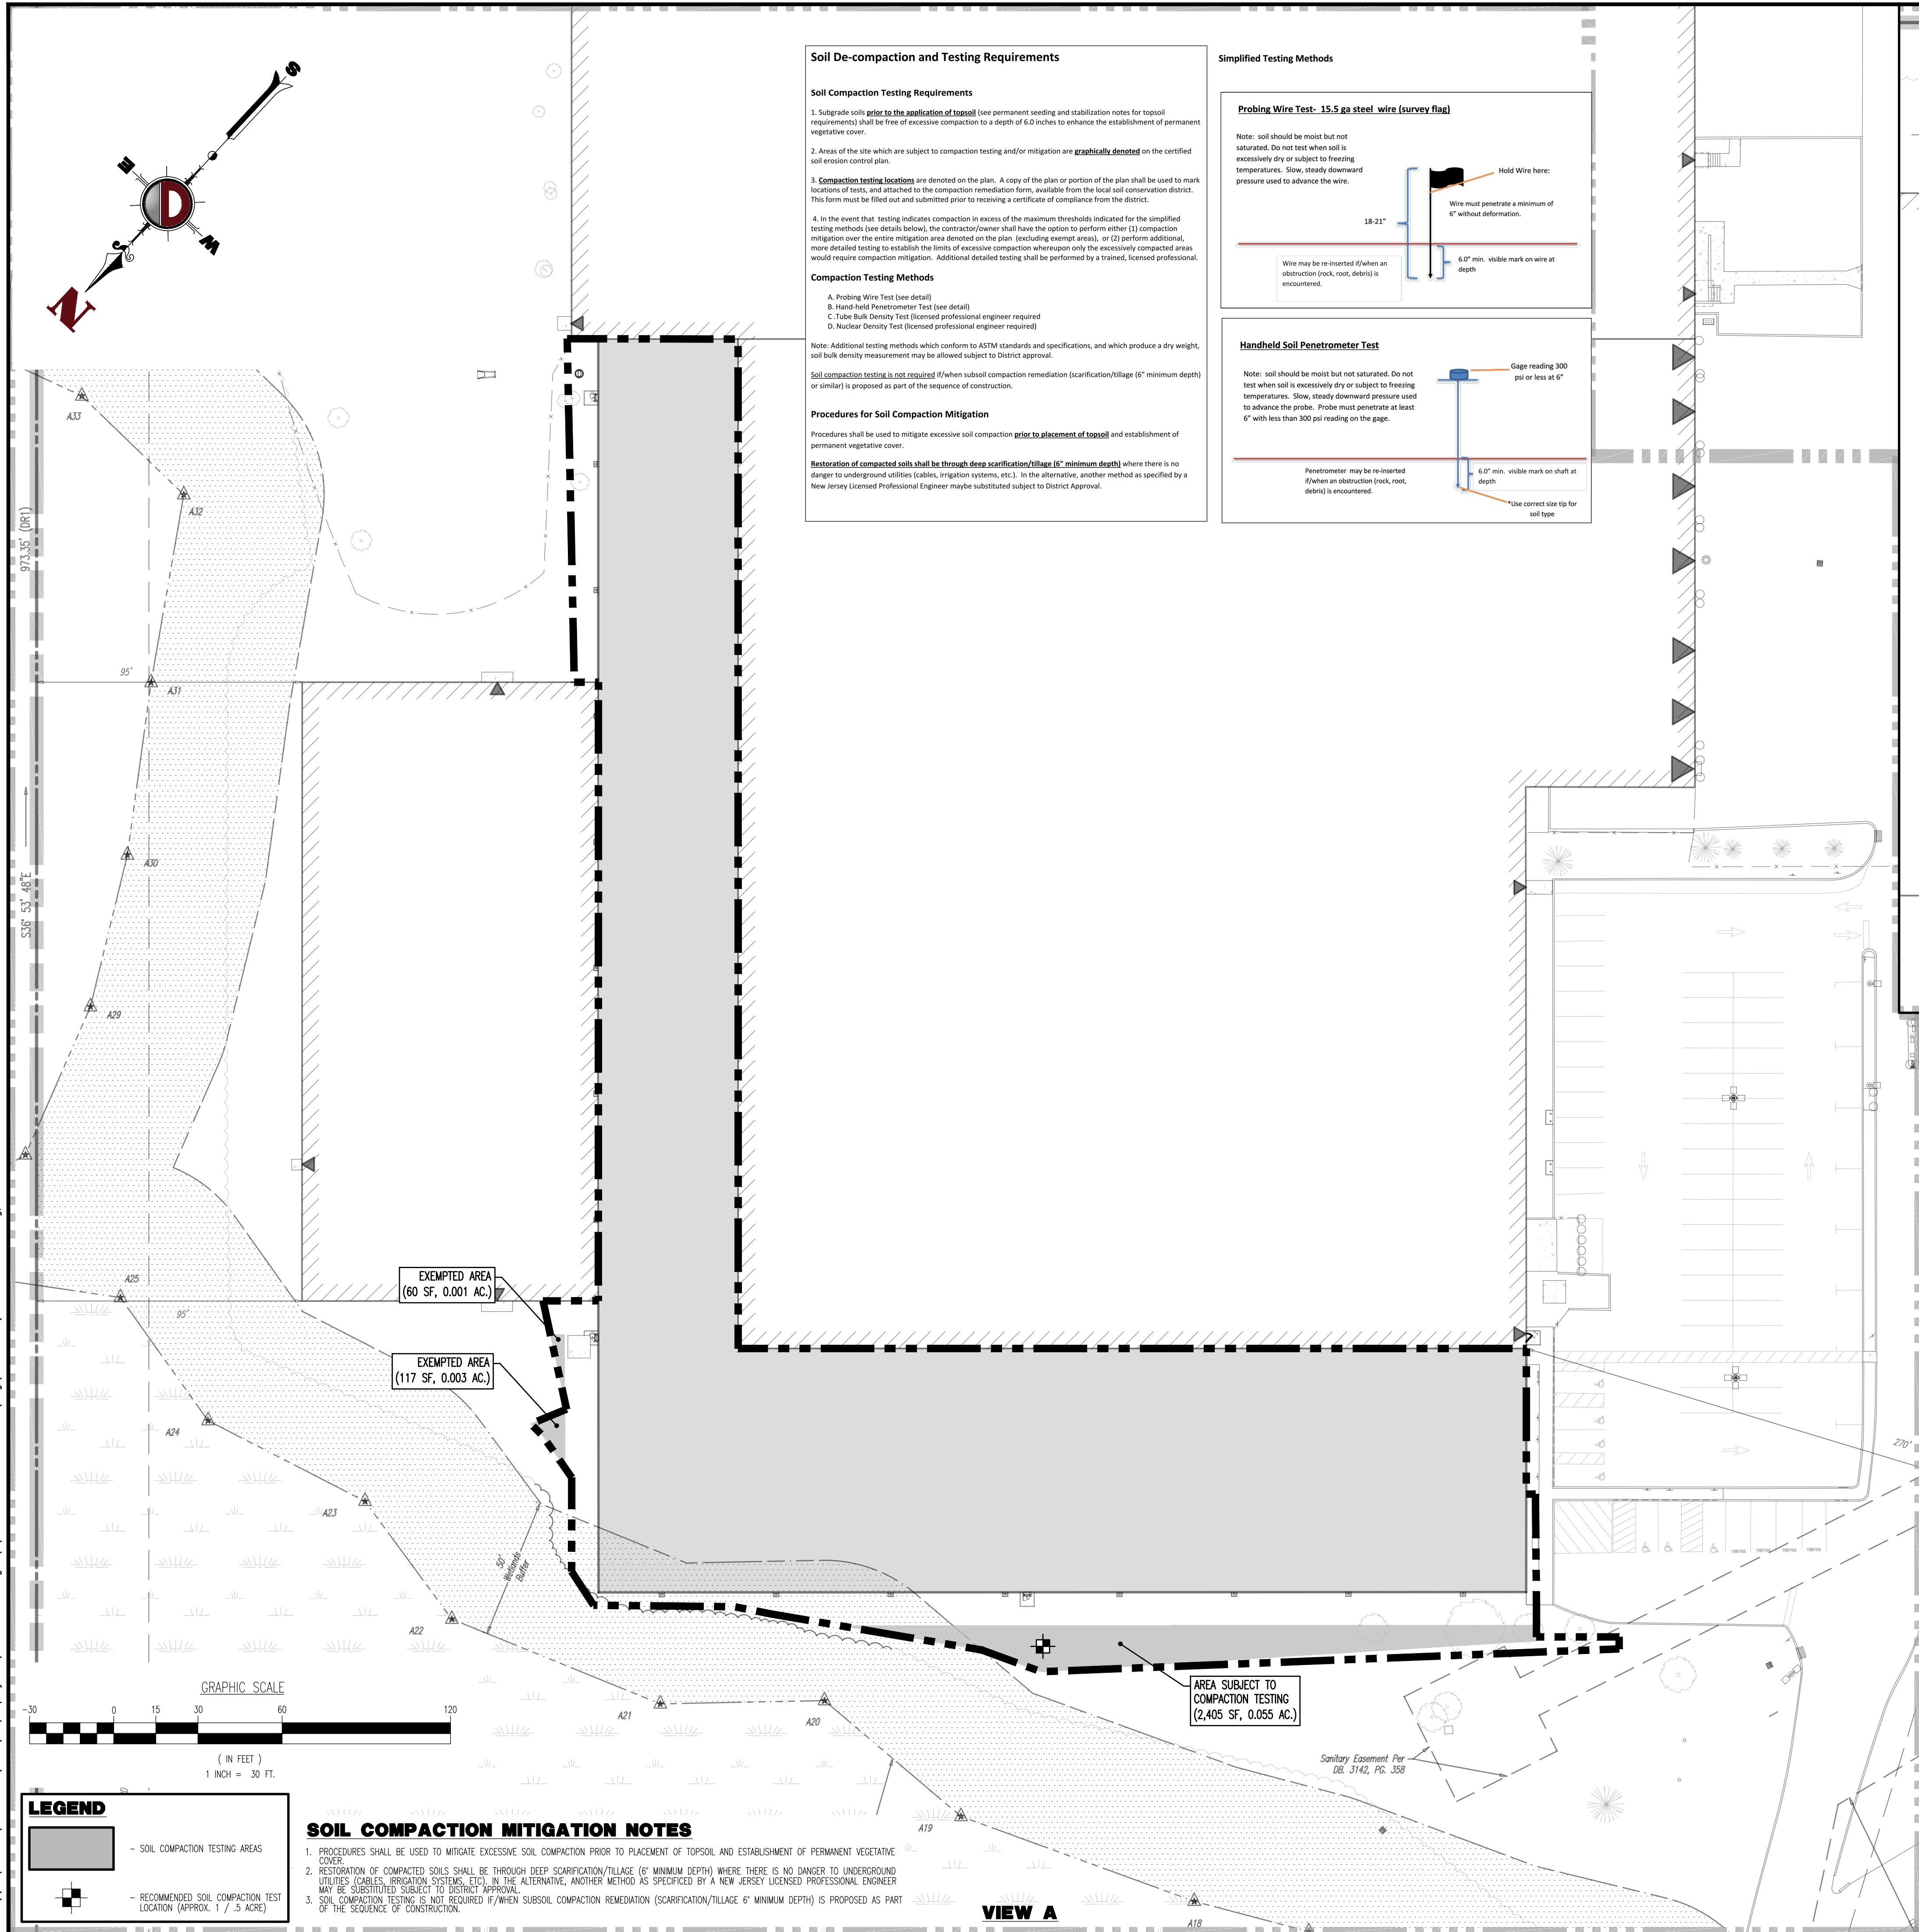 S
E
D
W
N
Soil De-compaction and Testing Requirements
Soil Compaction Testing Requirements
1. Subgrade soils prior to the application of topsoil (see permanent seeding and stabilization notes for topsoil
requirements) shall be free of excessive compaction to a depth of 6.0 inches to enhance the establishment of permanent
vegetative cover.
2. Areas of the site which are subject to compaction testing and/or mitigation are graphically denoted on the certified
soil erosion control plan.
3. Compaction testing locations are denoted on the plan. A copy of the plan or portion of the plan shall be used to mark
locations of tests, and attached to the compaction remediation form, available from the local soil conservation district.
This form must be filled out and submitted prior to receiving a certificate of compliance from the district.
4. In the event that testing indicates compaction in excess of the maximum thresholds indicated for the simplified
testing methods (see details below), the contractor/owner shall have the option to perform either (1) compaction
mitigation over the entire mitigation area denoted on the plan (excluding exempt areas), or (2) perform additional,
more detailed testing to establish the limits of excessive compaction whereupon only the excessively compacted areas
would require compaction mitigation. Additional detailed testing shall be performed by a trained, licensed professional.
Compaction Testing Methods
A. Probing Wire Test (see detail)
B. Hand-held Penetrometer Test (see detail)
C .Tube Bulk Density Test (licensed professional engineer required
D. Nuclear Density Test (licensed professional engineer required)
Note: Additional testing methods which conform to ASTM standards and specifications, and which produce a dry weight,
soil bulk density measurement may be allowed subject to District approval.
Soil compaction testing is not required if/when subsoil compaction remediation (scarification/tillage (6" minimum depth)
or similar) is proposed as part of the sequence of construction.
Procedures for Soil Compaction Mitigation
Procedures shall be used to mitigate excessive soil compaction prior to placement of topsoil and establishment of
permanent vegetative cover.
Restoration of compacted soils shall be through deep scarification/tillage (6" minimum depth) where there is no
danger to underground utilities (cables, irrigation systems, etc.). In the alternative, another method as specified by a
New Jersey Licensed Professional Engineer maybe substituted subject to District Approval.
Simplified Testing Methods
Probing Wire Test- 15.5 ga steel wire (survey flag)
Note: soil should be moist but not
saturated. Do not test when soil is
excessively dry or subject to freezing
temperatures. Slow, steady downward
pressure used to advance the wire.
Hold Wire here:
Wire must penetrate a minimum of
6" without deformation.
18-21"
Wire may be re-inserted if/when an
obstruction (rock, root, debris) is
encountered.
6.0" min. visible mark on wire at
depth
Handheld Soil Penetrometer Test
Note: soil should be moist but not saturated. Do not
test when soil is excessively dry or subject to freezing
temperatures. Slow, steady downward pressure used
to advance the probe. Probe must penetrate at least
6" with less than 300 psi reading on the gage.
Gage reading 300
psi or less at 6"
Penetrometer may be re-inserted
if/when an obstruction (rock, root,
debris) is encountered.
6.0" min. visible mark on shaft at
depth
*Use correct size tip for
soil type
A33
A32
973.35' (DR1)
95'
A31
A30
S36° 53' 48"E
A29
A25
95'
EXEMPTED AREA
(60 SF, 0.001 AC.)
EXEMPTED AREA
(117 SF, 0.003 AC.)
A24
A23
50'
Wetlands
Buffer
A22
270'
A21
A20
AREA SUBJECT TO
COMPACTION TESTING
(2,405 SF, 0.055 AC.)
Sanitary Easement Per
DB. 3142, PG. 358
A19
A18
GRAPHIC SCALE
-30 0 15 30 60 120
( IN FEET )
1 INCH = 30 FT.
LEGEND
– SOIL COMPACTION TESTING AREAS
– RECOMMENDED SOIL COMPACTION TEST
LOCATION (APPROX. 1 / .5 ACRE)
SOIL COMPACTION MITIGATION NOTES
1. PROCEDURES SHALL BE USED TO MITIGATE EXCESSIVE SOIL COMPACTION PRIOR TO PLACEMENT OF TOPSOIL AND ESTABLISHMENT OF PERMANENT VEGETATIVE
COVER.
2. RESTORATION OF COMPACTED SOILS SHALL BE THROUGH DEEP SCARIFICATION/TILLAGE (6" MINIMUM DEPTH) WHERE THERE IS NO DANGER TO UNDERGROUND
UTILITIES (CABLES, IRRIGATION SYSTEMS, ETC). IN THE ALTERNATIVE, ANOTHER METHOD AS SPECIFIED BY A NEW JERSEY LICENSED PROFESSIONAL ENGINEER
MAY BE SUBSTITUTED SUBJECT TO DISTRICT APPROVAL.
3. SOIL COMPACTION TESTING IS NOT REQUIRED IF/WHEN SUBSOIL COMPACTION REMEDIATION (SCARIFICATION/TILLAGE 6" MINIMUM DEPTH) IS PROPOSED AS PART
OF THE SEQUENCE OF CONSTRUCTION.
VIEW A